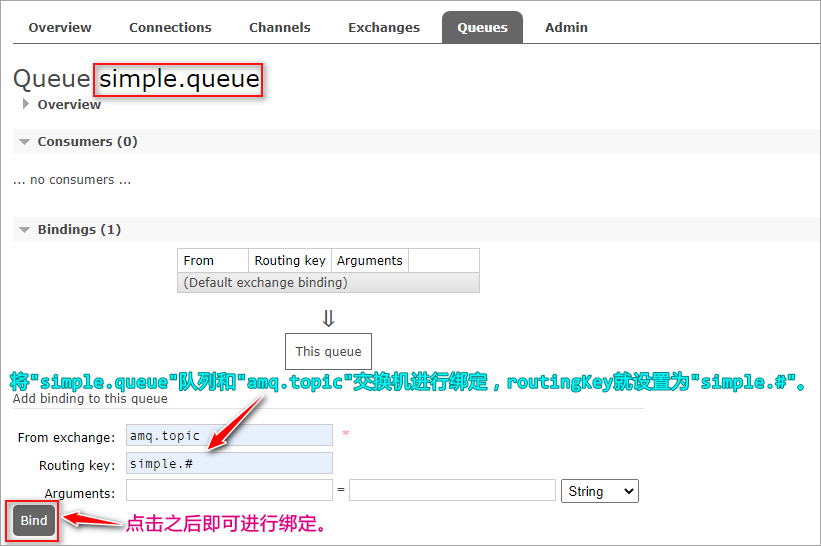 Overview Connections Channels Exchanges Queues Admin
Queue simple.queue
Overview
Consumers (0)
... no consumers ...
Bindings (1)
From Routing key Arguments
(Default exchange binding)
⇓
This queue
将"simple.queue"队列和"amq.topic"交换机进行绑定，routingKey就设置为"simple.#"。
Add binding to this queue
From exchange: amq.topic *
Routing key: simple.#
Arguments: = String
Bind 点击之后即可进行绑定。